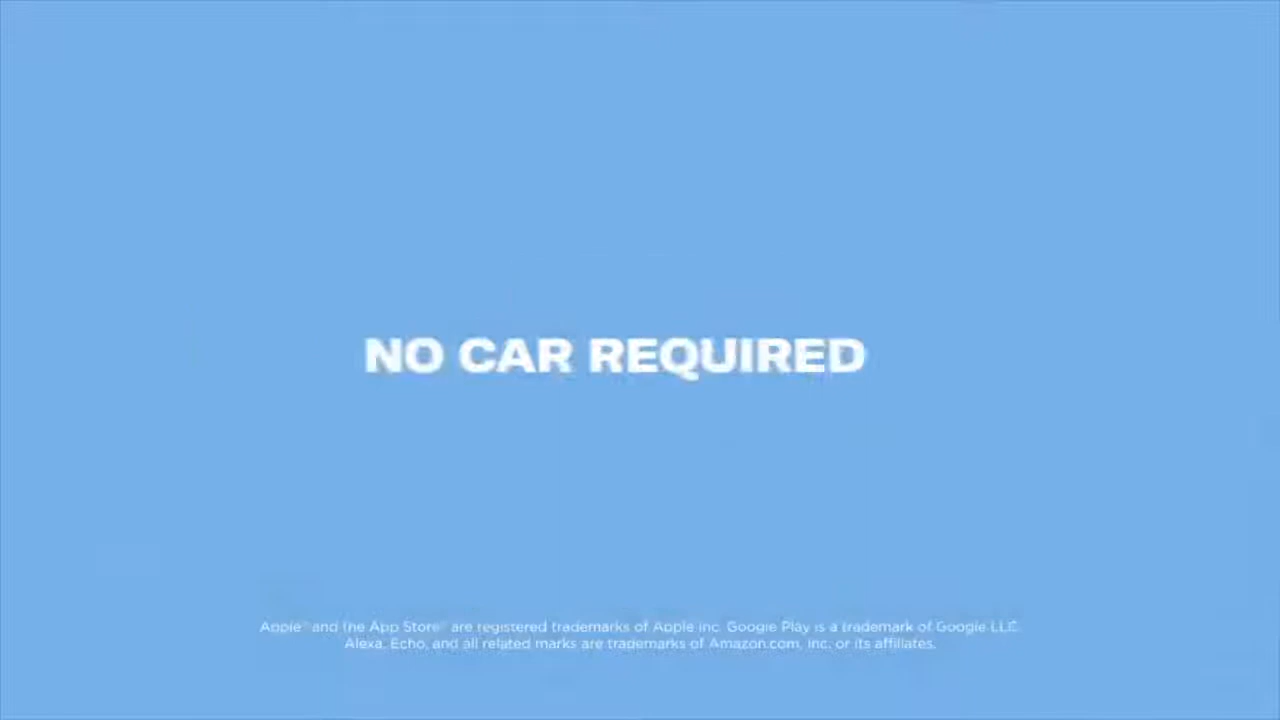 NO CAR REQUIRED
Apple® and the App Store® are registered trademarks of Apple Inc. Google Play is a trademark of Google LLC.
Alexa, Echo, and all related marks are trademarks of Amazon.com, Inc. or its affiliates.